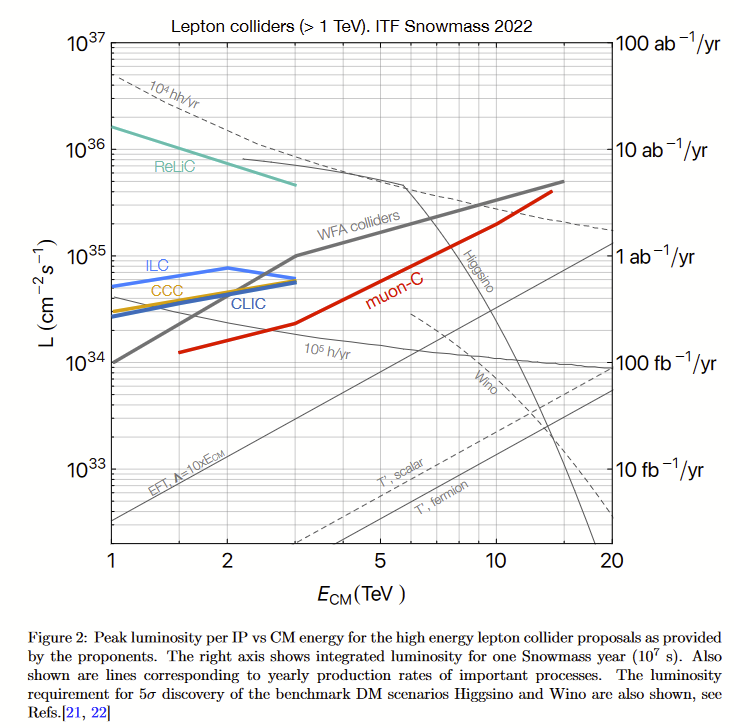 Lepton colliders (> 1 TeV). ITF Snowmass 2022
10^37
100 ab^−1/yr
10^4 hh/yr
10^36
10 ab^−1/yr
ReLiC
WFA colliders
10^35
1 ab^−1/yr
ILC
Higgsino
CCC
muon-C
CLIC
10^5 h/yr
10^34
100 fb^−1/yr
Wino
10^33
10 fb^−1/yr
EFT, Λ=10xE_CM
T', scalar
T', fermion
L (cm^−2 s^−1)
1
2
5
10
20
E_CM (TeV )
Figure 2: Peak luminosity per IP vs CM energy for the high energy lepton collider proposals as provided
by the proponents. The right axis shows integrated luminosity for one Snowmass year (10^7 s). Also
shown are lines corresponding to yearly production rates of important processes. The luminosity
requirement for 5σ discovery of the benchmark DM scenarios Higgsino and Wino are also shown, see
Refs.[21, 22]